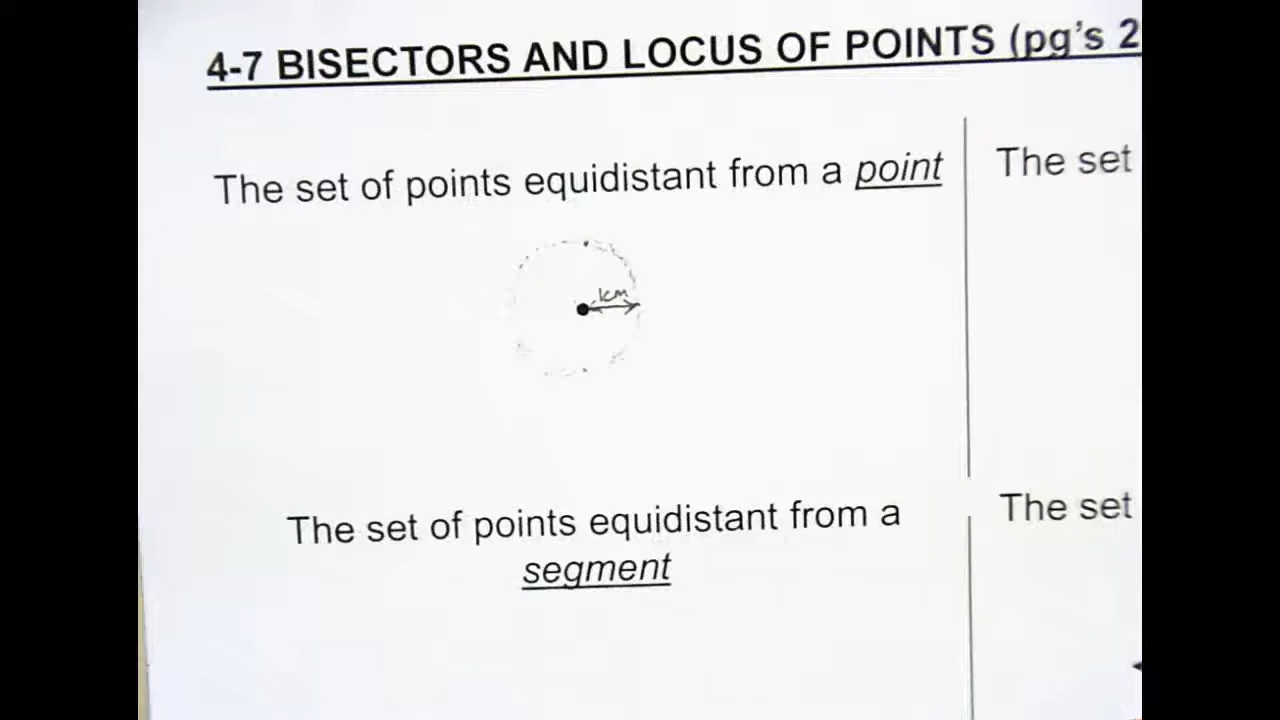 4-7 BISECTORS AND LOCUS OF POINTS (pg's 2
The set of points equidistant from a point
The set
1cm
The set of points equidistant from a
segment
The set